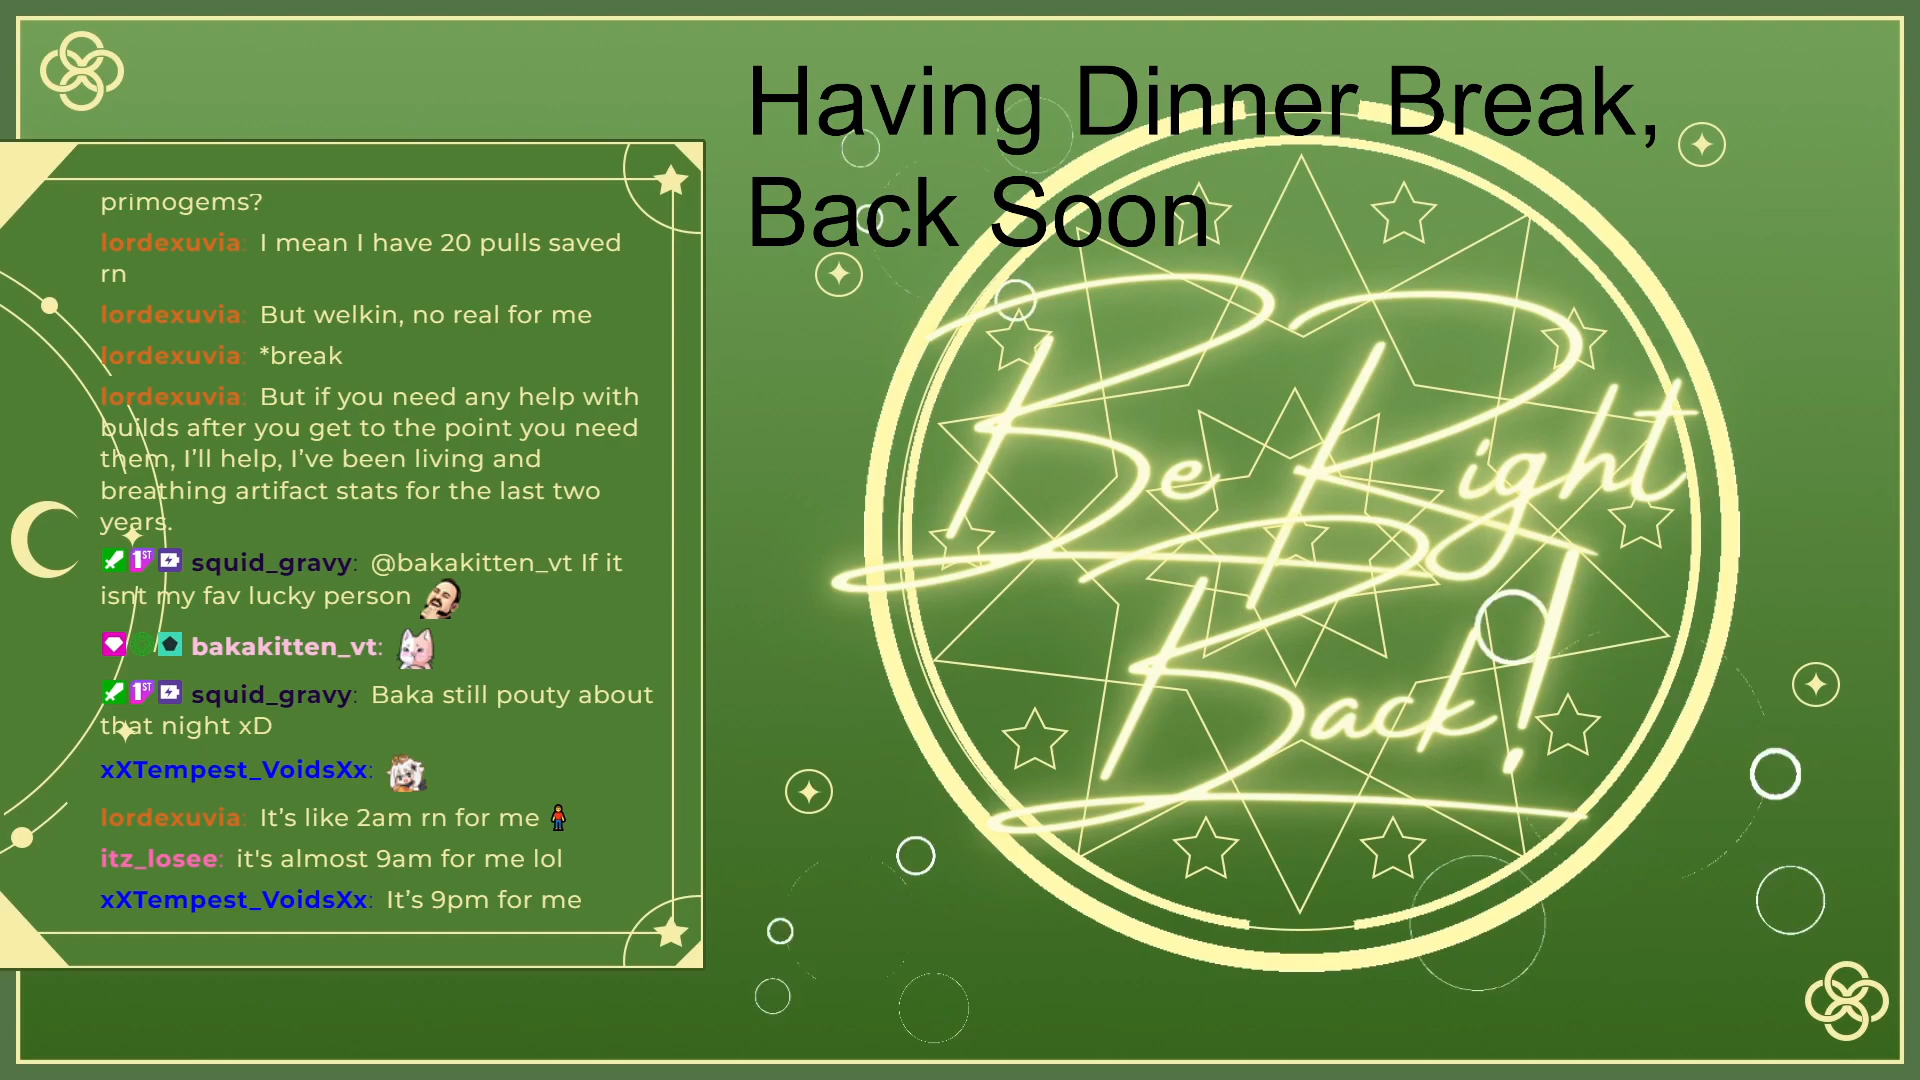 Having Dinner Break,
Back Soon
primogems?
lordexuvia: I mean I have 20 pulls saved
rn
lordexuvia: But welkin, no real for me
lordexuvia: *break
lordexuvia: But if you need any help with
builds after you get to the point you need
them, I’ll help, I’ve been living and
breathing artifact stats for the last two
years.
1ST squid_gravy: @bakakitten_vt If it
isnt my fav lucky person
bakakitten_vt:
1ST squid_gravy: Baka still pouty about
that night xD
xXTempest_VoidsXx:
lordexuvia: It’s like 2am rn for me
itz_losee: it's almost 9am for me lol
xXTempest_VoidsXx: It’s 9pm for me
Be Right
Back!